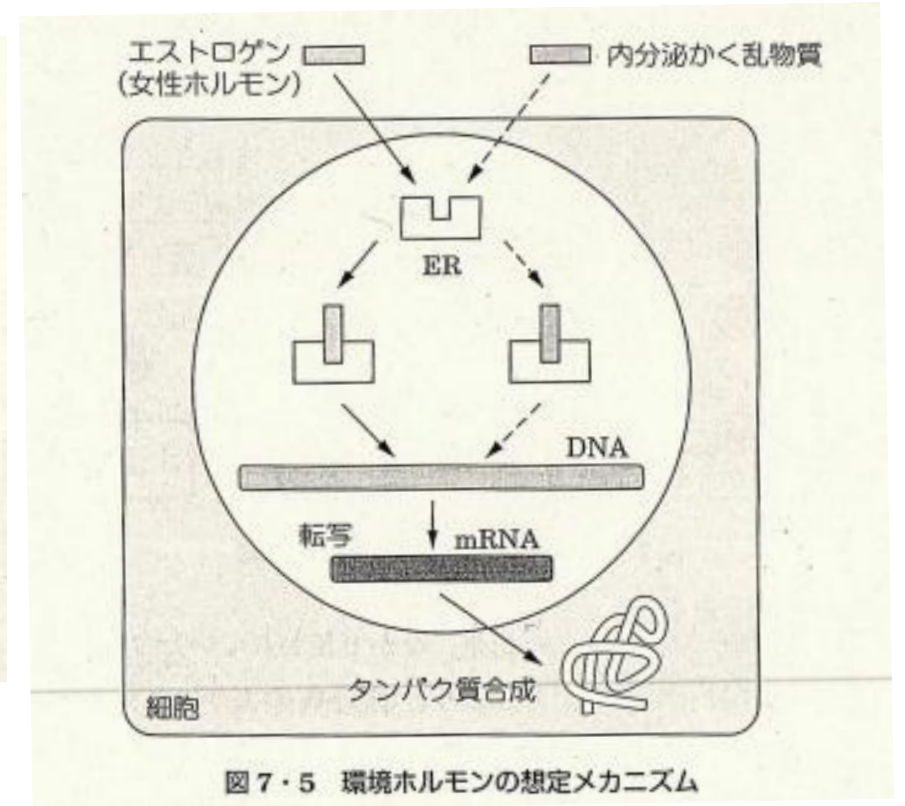 エストロゲン
(女性ホルモン)
内分泌かく乱物質
ER
DNA
転写
mRNA
タンパク質合成
細胞
図7・5 環境ホルモンの想定メカニズム